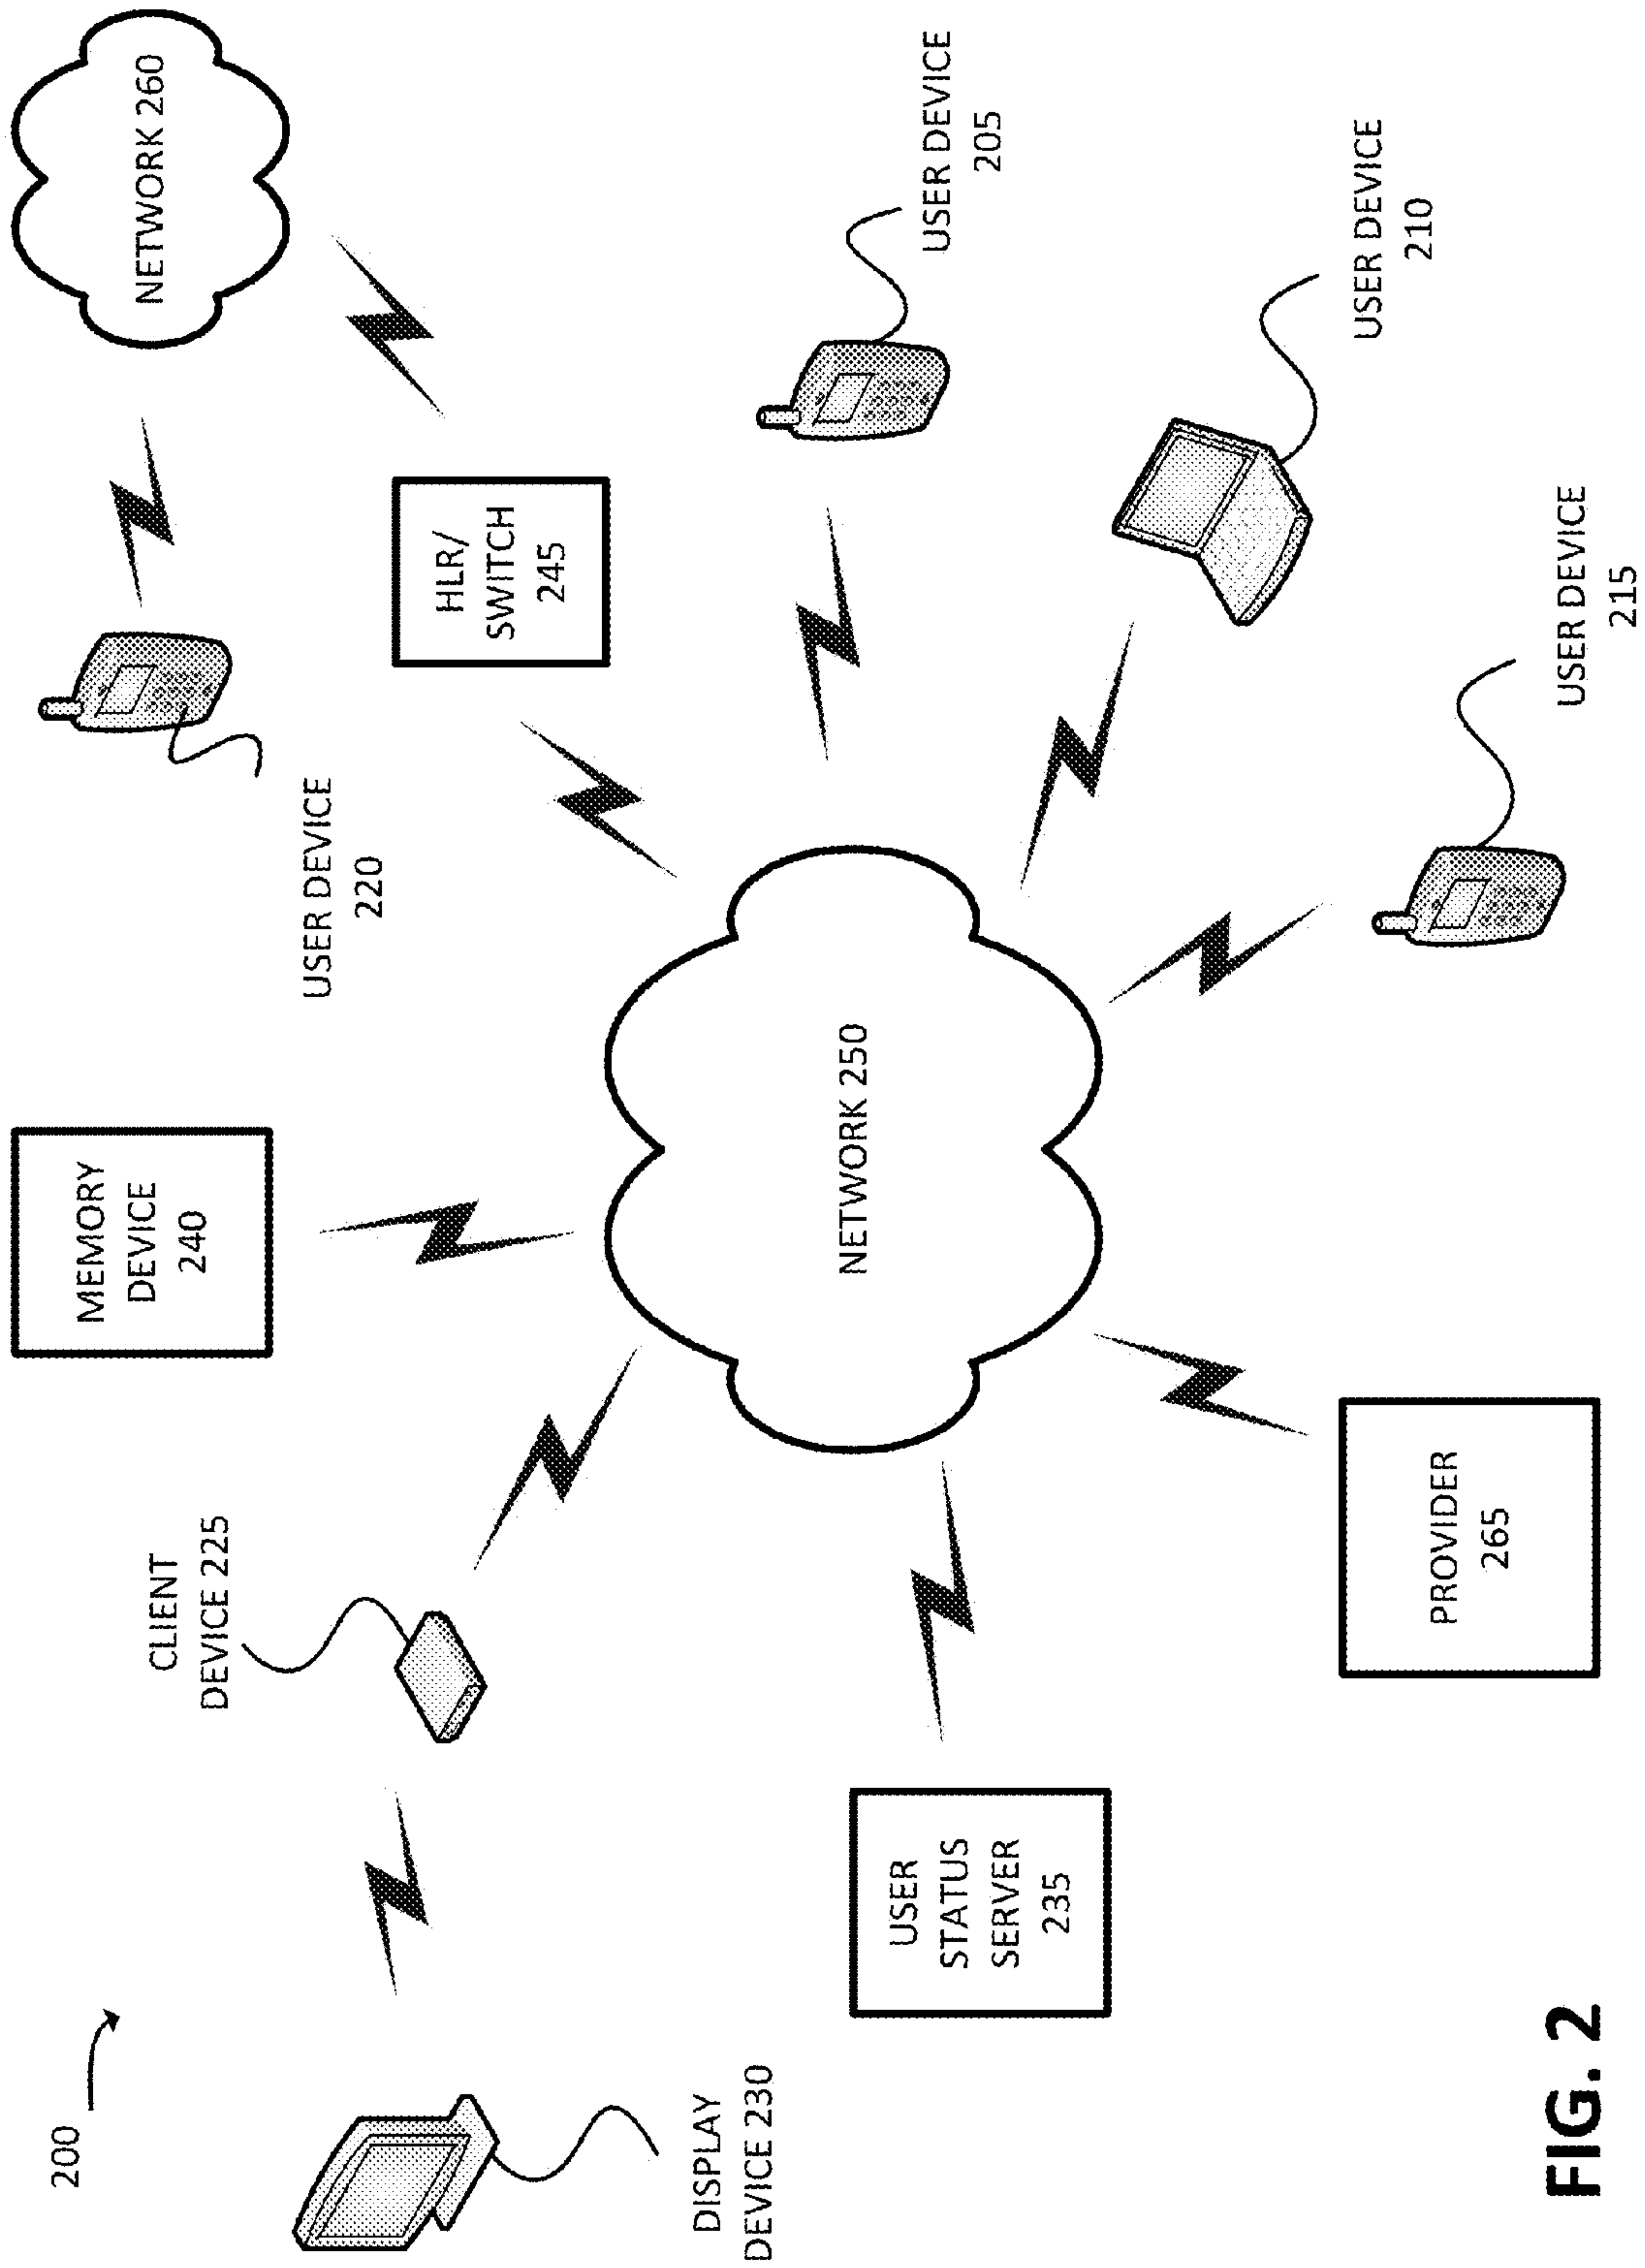 200
DISPLAY
DEVICE 230
CLIENT
DEVICE 225
MEMORY
DEVICE
240
USER DEVICE
220
NETWORK 260
HLR/
SWITCH
245
USER DEVICE
205
USER DEVICE
210
USER DEVICE
215
NETWORK 250
USER
STATUS
SERVER
235
PROVIDER
265
FIG. 2